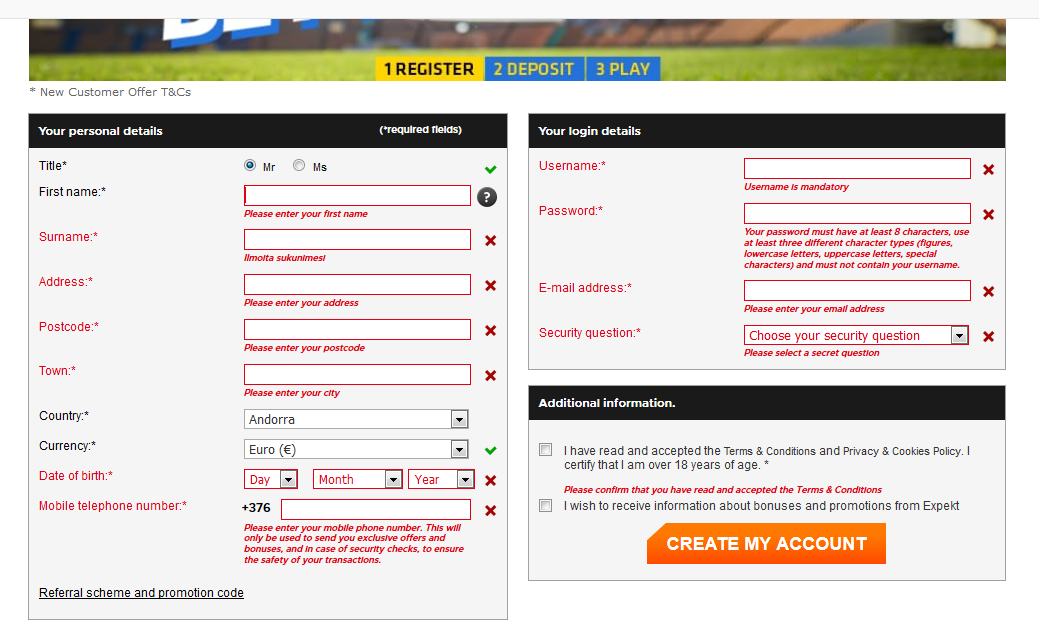 1 REGISTER 2 DEPOSIT 3 PLAY
* New Customer Offer T&Cs
Your personal details (*required fields)
Title* Mr Ms
First name:* ?
Please enter your first name
Surname:*
Ilmoita sukunimesi
Address:*
Please enter your address
Postcode:*
Please enter your postcode
Town:*
Please enter your city
Country:* Andorra
Currency:* Euro (€)
Date of birth:* Day Month Year
Mobile telephone number:* +376
Please enter your mobile phone number. This will
only be used to send you exclusive offers and
bonuses, and in case of security checks, to ensure
the safety of your transactions.
Referral scheme and promotion code
Your login details
Username:*
Username is mandatory
Password:*
Your password must have at least 8 characters, use
at least three different character types (figures,
lowercase letters, uppercase letters, special
characters) and must not contain your username.
E-mail address:*
Please enter your email address
Security question:* Choose your security question
Please select a secret question
Additional information.
I have read and accepted the Terms & Conditions and Privacy & Cookies Policy. I
certify that I am over 18 years of age. *
Please confirm that you have read and accepted the Terms & Conditions
I wish to receive information about bonuses and promotions from Expekt
CREATE MY ACCOUNT